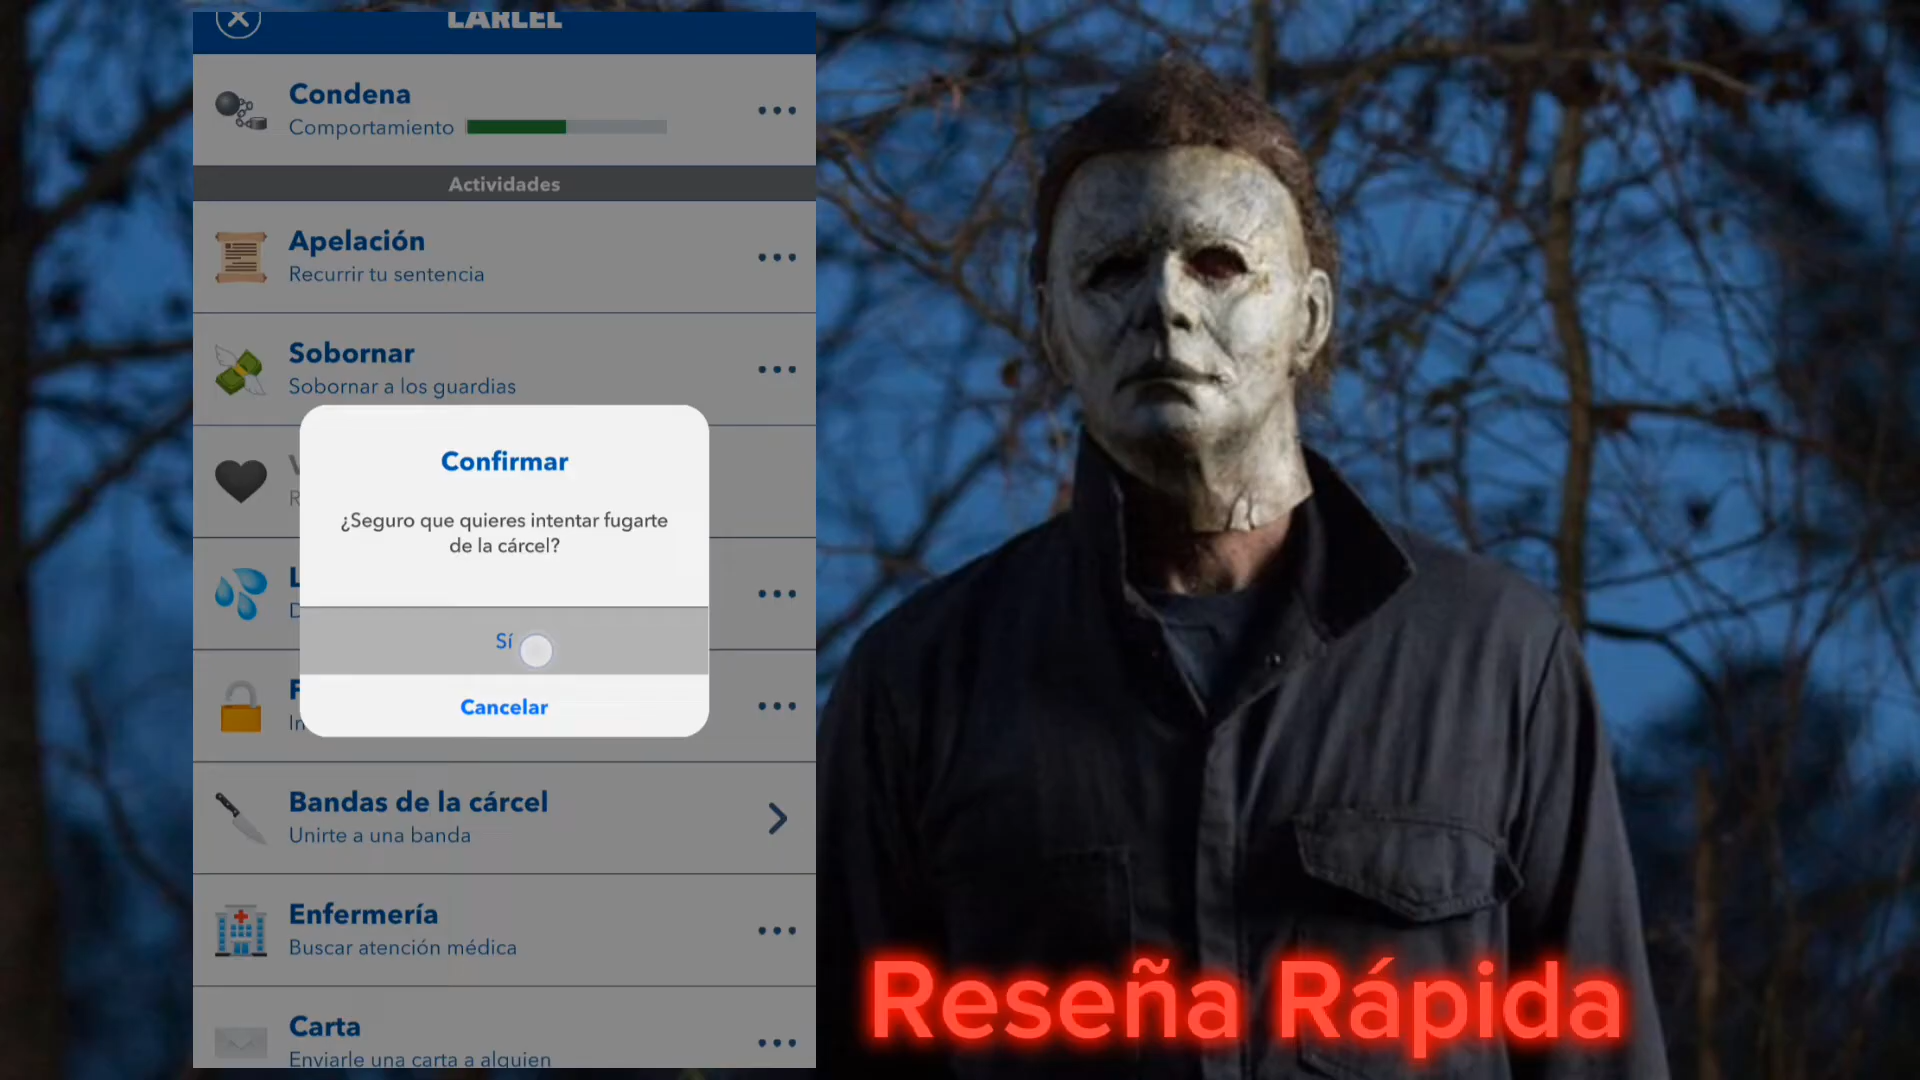 CÁRCEL
Condena
Comportamiento
Actividades
Apelación
Recurrir tu sentencia
Sobornar
Sobornar a los guardias
Confirmar
¿Seguro que quieres intentar fugarte
de la cárcel?
Sí
Cancelar
Bandas de la cárcel
Unirte a una banda
Enfermería
Buscar atención médica
Carta
Enviarle una carta a alguien
Reseña Rápida